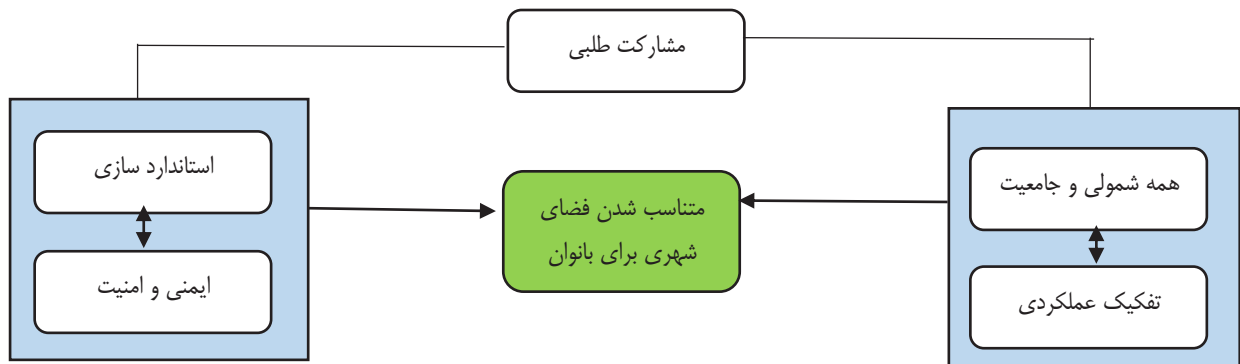 مشارکت طلبی
همه شمولی و جامعیت
تفکیک عملکردی
متناسب شدن فضای
شهری برای بانوان
استاندارد سازی
ایمنی و امنیت